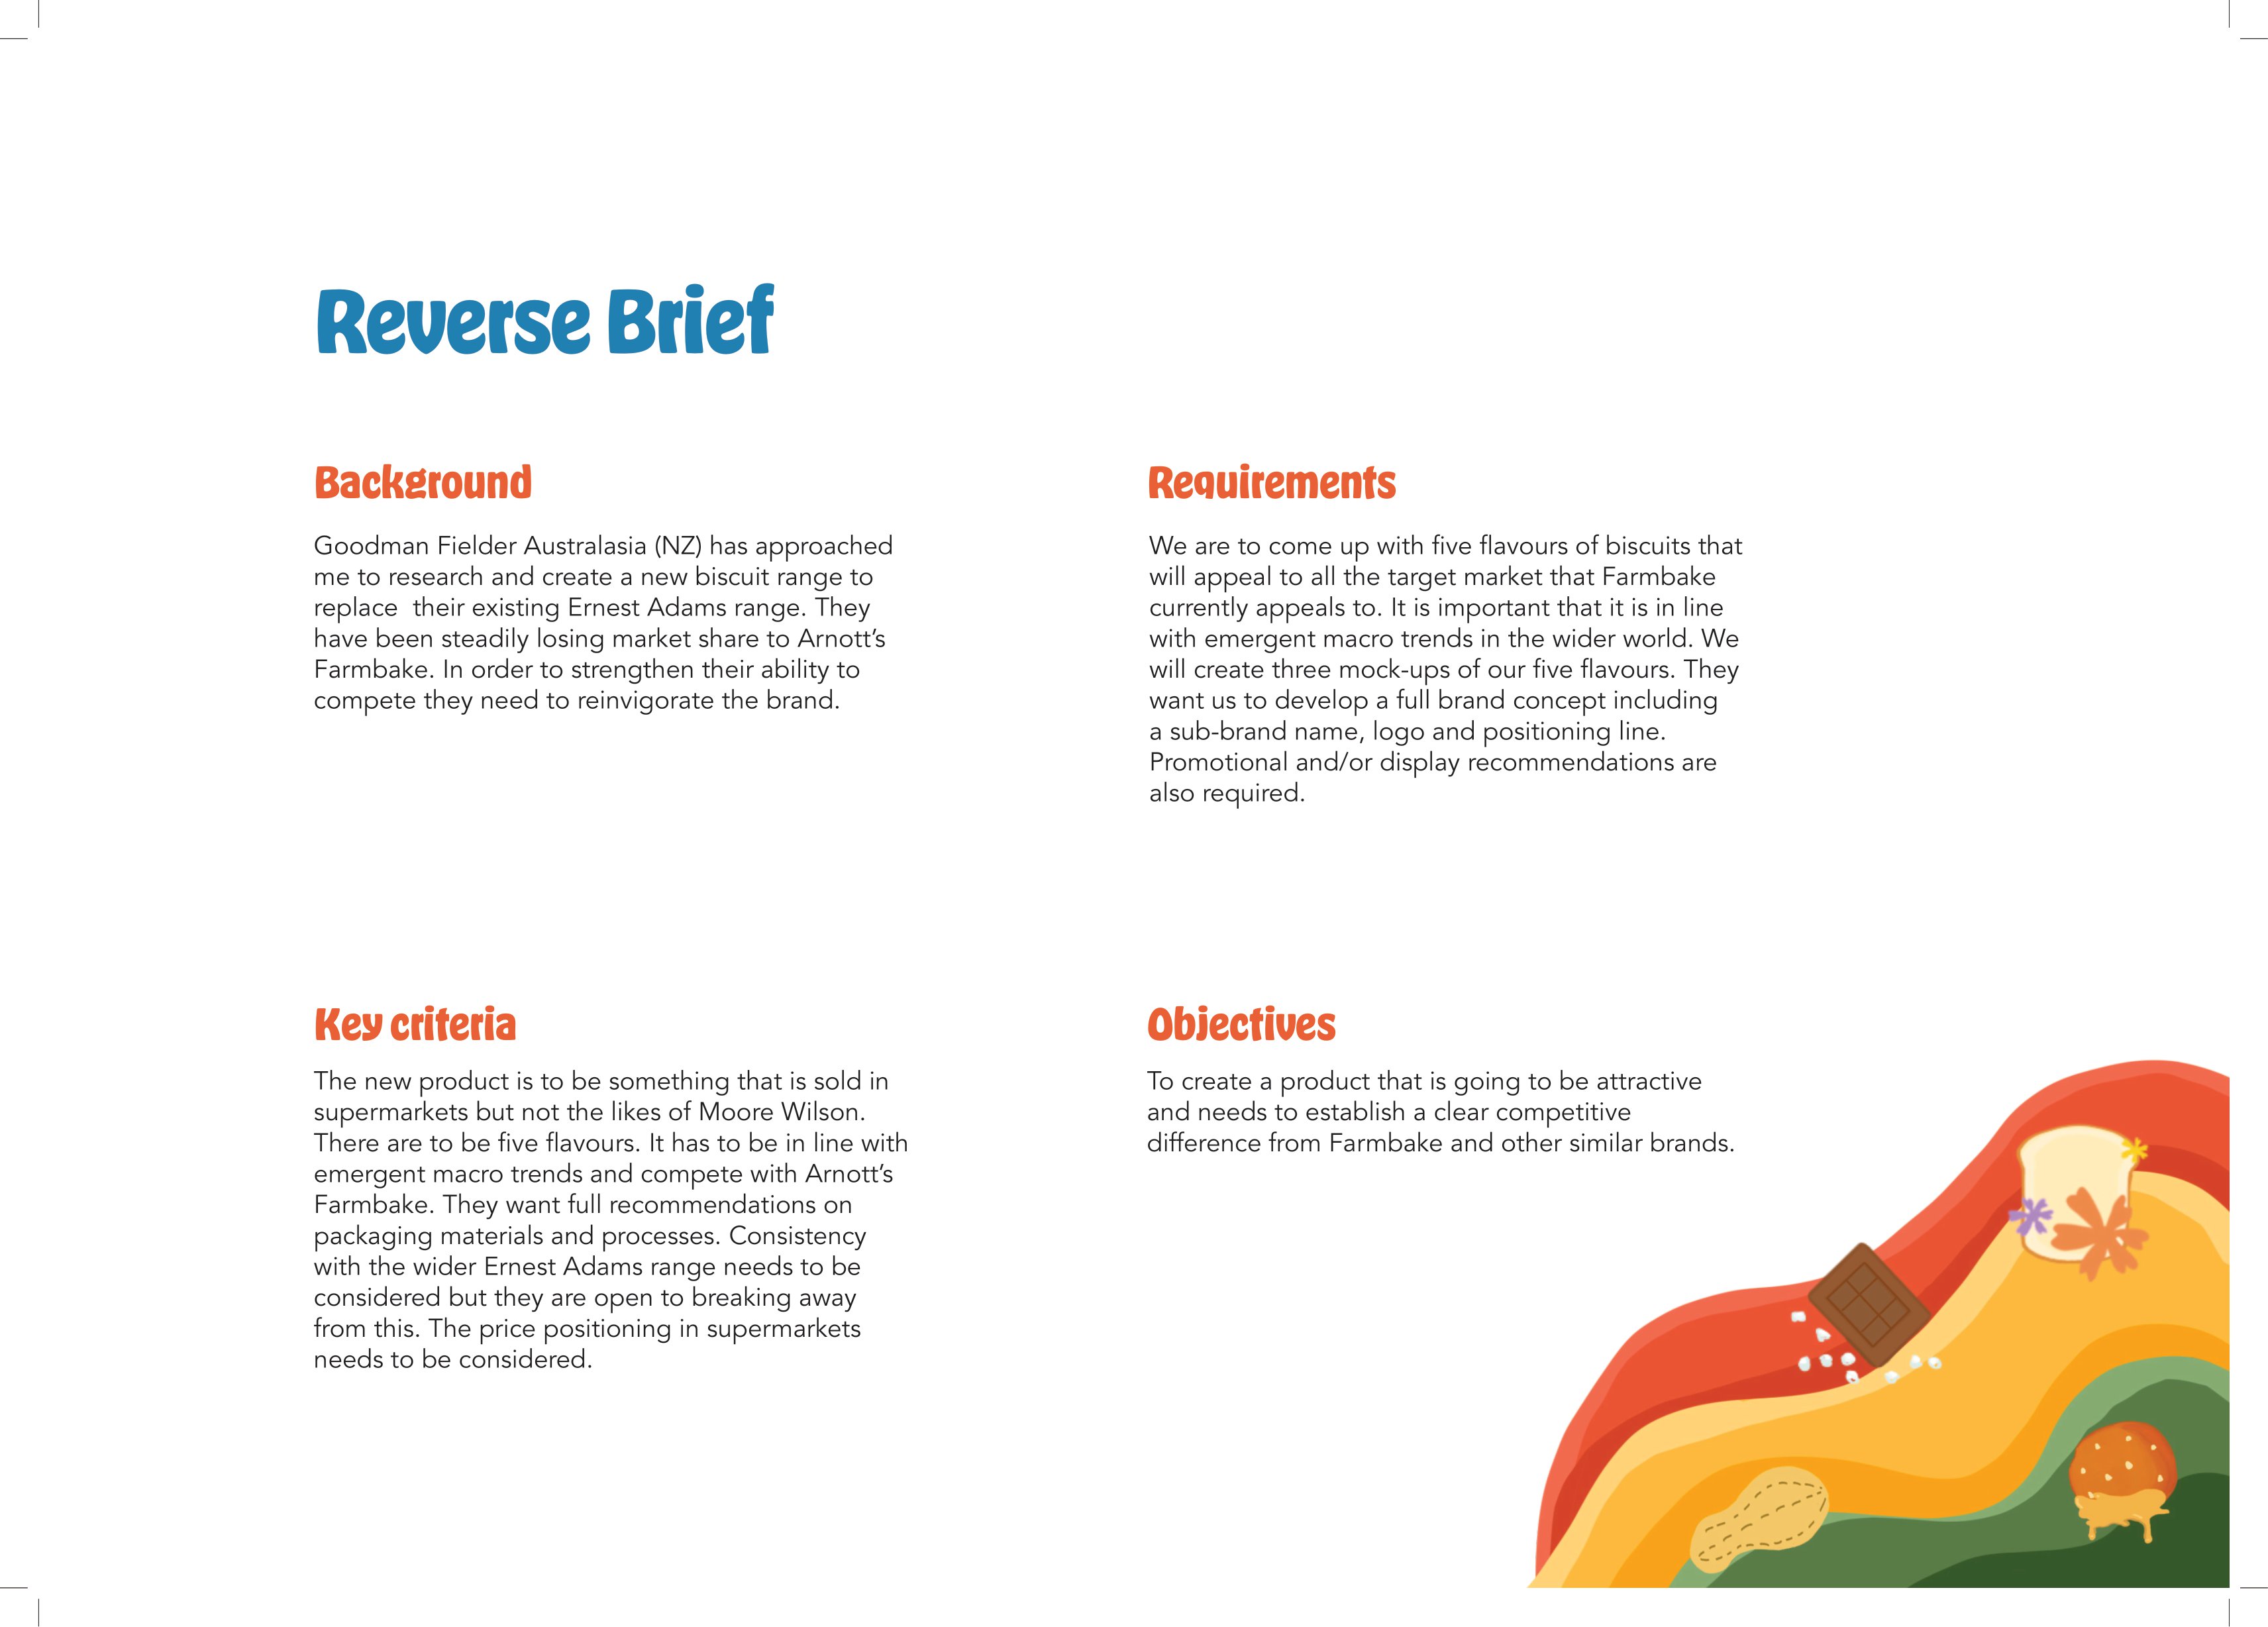 Reverse Brief
Background
Goodman Fielder Australasia (NZ) has approached
me to research and create a new biscuit range to
replace  their existing Ernest Adams range. They
have been steadily losing market share to Arnott’s
Farmbake. In order to strengthen their ability to
compete they need to reinvigorate the brand.
Requirements
We are to come up with five flavours of biscuits that
will appeal to all the target market that Farmbake
currently appeals to. It is important that it is in line
with emergent macro trends in the wider world. We
will create three mock-ups of our five flavours. They
want us to develop a full brand concept including
a sub-brand name, logo and positioning line.
Promotional and/or display recommendations are
also required.
Key criteria
The new product is to be something that is sold in
supermarkets but not the likes of Moore Wilson.
There are to be five flavours. It has to be in line with
emergent macro trends and compete with Arnott’s
Farmbake. They want full recommendations on
packaging materials and processes. Consistency
with the wider Ernest Adams range needs to be
considered but they are open to breaking away
from this. The price positioning in supermarkets
needs to be considered.
Objectives
To create a product that is going to be attractive
and needs to establish a clear competitive
difference from Farmbake and other similar brands.